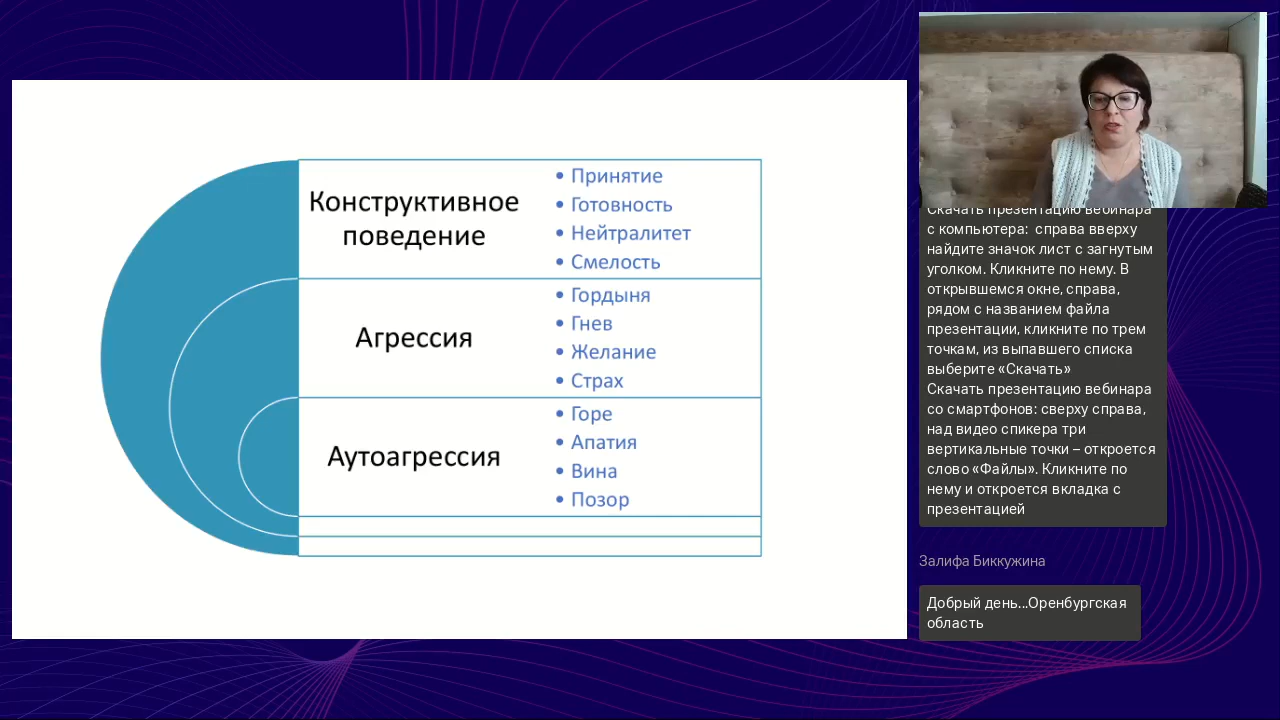 Конструктивное
поведение
• Принятие
• Готовность
• Нейтралитет
• Смелость
Агрессия
• Гордыня
• Гнев
• Желание
• Страх
Аутоагрессия
• Горе
• Апатия
• Вина
• Позор
Скачать презентацию вебинара
с компьютера:  справа вверху
найдите значок лист с загнутым
уголком. Кликните по нему. В
открывшемся окне, справа,
рядом с названием файла
презентации, кликните по трем
точкам, из выпавшего списка
выберите «Скачать»
Скачать презентацию вебинара
со смартфонов: сверху справа,
над видео спикера три
вертикальные точки – откроется
слово «Файлы». Кликните по
нему и откроется вкладка с
презентацией
Залифа Биккужина
Добрый день...Оренбургская
область